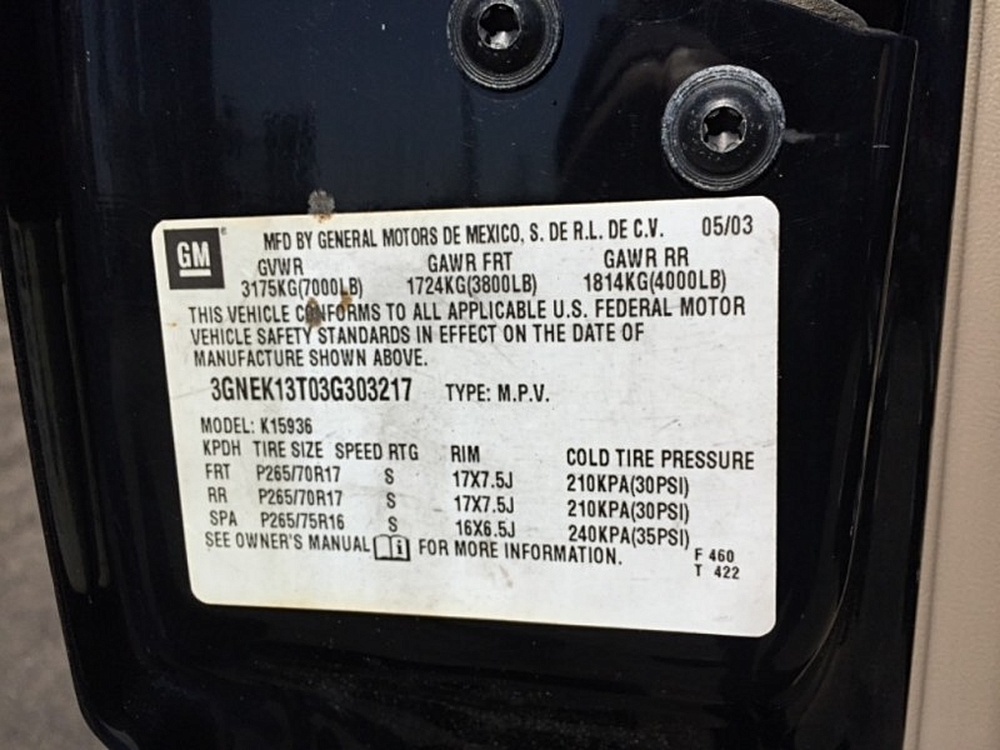 GM ® MFD BY GENERAL MOTORS DE MEXICO, S. DE R.L. DE C.V. 05/03
GVWR GAWR FRT GAWR RR
3175KG(7000LB) 1724KG(3800LB) 1814KG(4000LB)
THIS VEHICLE CONFORMS TO ALL APPLICABLE U.S. FEDERAL MOTOR
VEHICLE SAFETY STANDARDS IN EFFECT ON THE DATE OF
MANUFACTURE SHOWN ABOVE.
3GNEK13T03G303217 TYPE: M.P.V.
MODEL: K15936
KPDH TIRE SIZE SPEED RTG RIM COLD TIRE PRESSURE
FRT P265/70R17 S 17X7.5J 210KPA(30PSI)
RR P265/70R17 S 17X7.5J 210KPA(30PSI)
SPA P265/75R16 S 16X6.5J 240KPA(35PSI)
SEE OWNER'S MANUAL i FOR MORE INFORMATION.
F 460
T 422